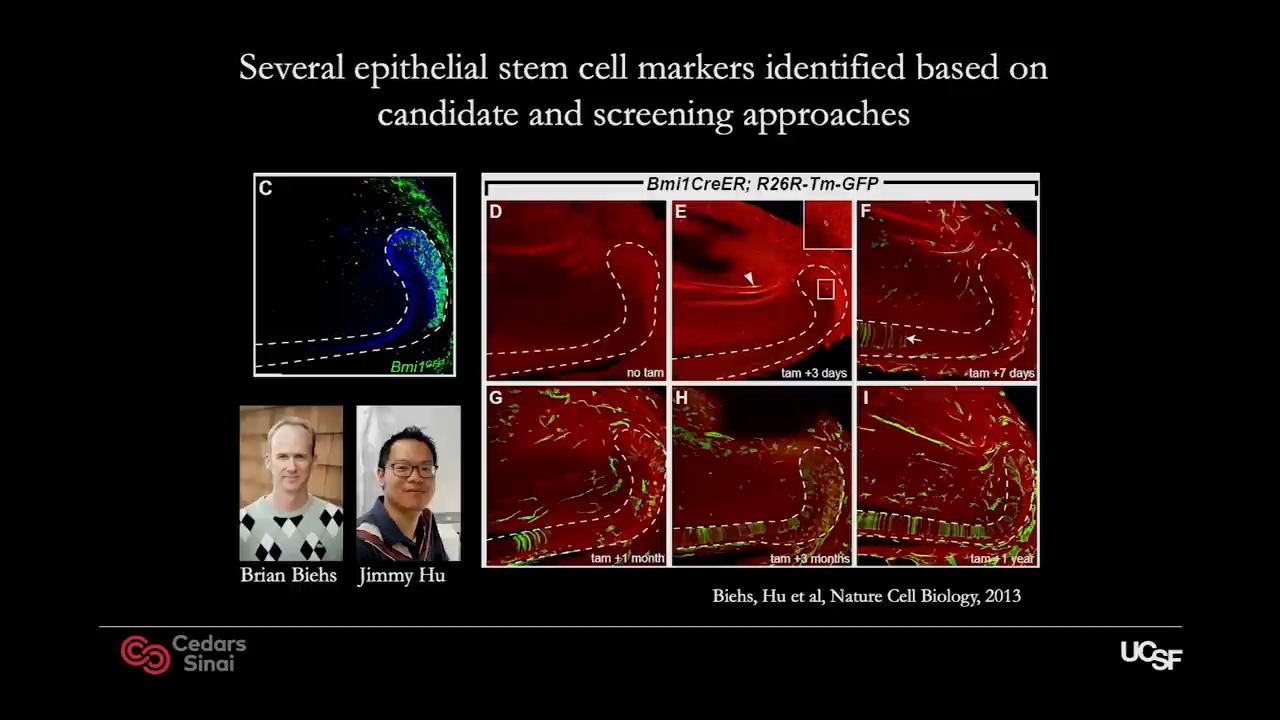 Several epithelial stem cell markers identified based on
candidate and screening approaches
C
Bmi1GFP
Bmi1CreER; R26R-Tm-GFP
D
no tam
E
tam +3 days
F
tam +7 days
G
tam +1 month
H
tam +3 months
I
tam +1 year
Brian Biehs
Jimmy Hu
Biehs, Hu et al, Nature Cell Biology, 2013
Cedars
Sinai
UCSF